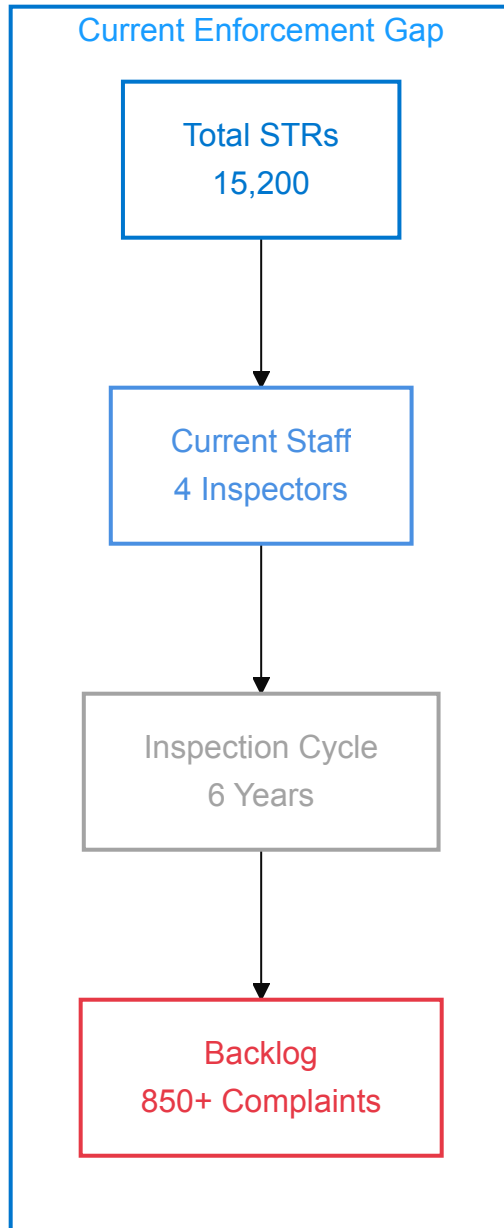 Current Enforcement Gap
Total STRs
15,200
Current Staff
4 Inspectors
Inspection Cycle
6 Years
Backlog
850+ Complaints